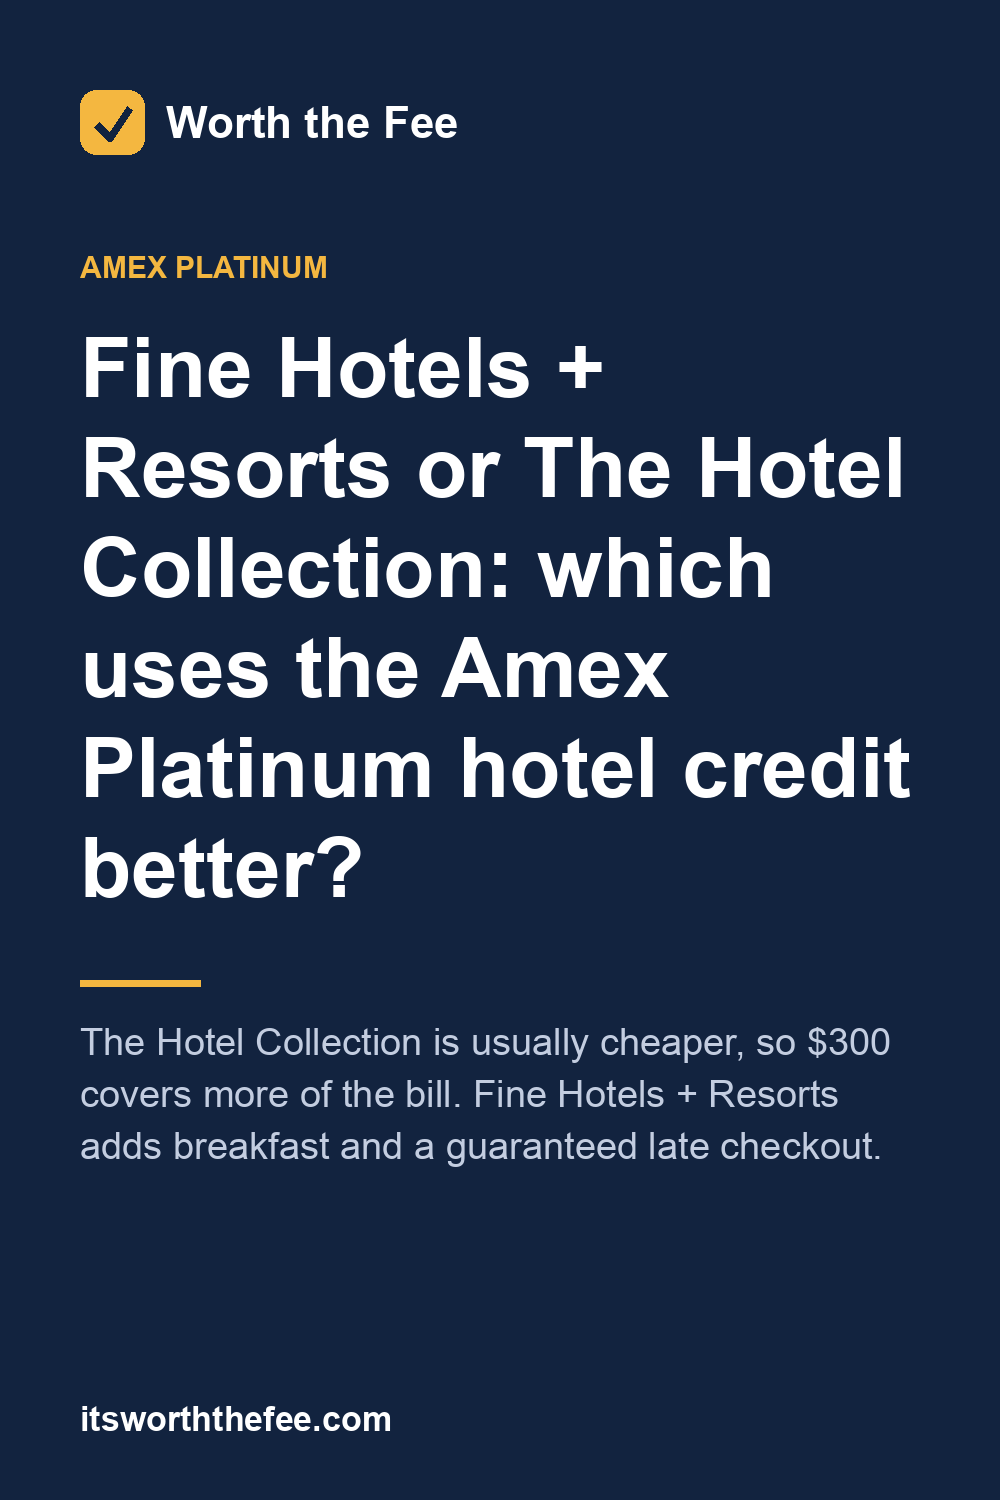 Worth the Fee
AMEX PLATINUM
Fine Hotels +
Resorts or The Hotel
Collection: which
uses the Amex
Platinum hotel credit
better?
The Hotel Collection is usually cheaper, so $300
covers more of the bill. Fine Hotels + Resorts
adds breakfast and a guaranteed late checkout.
itsworththefee.com